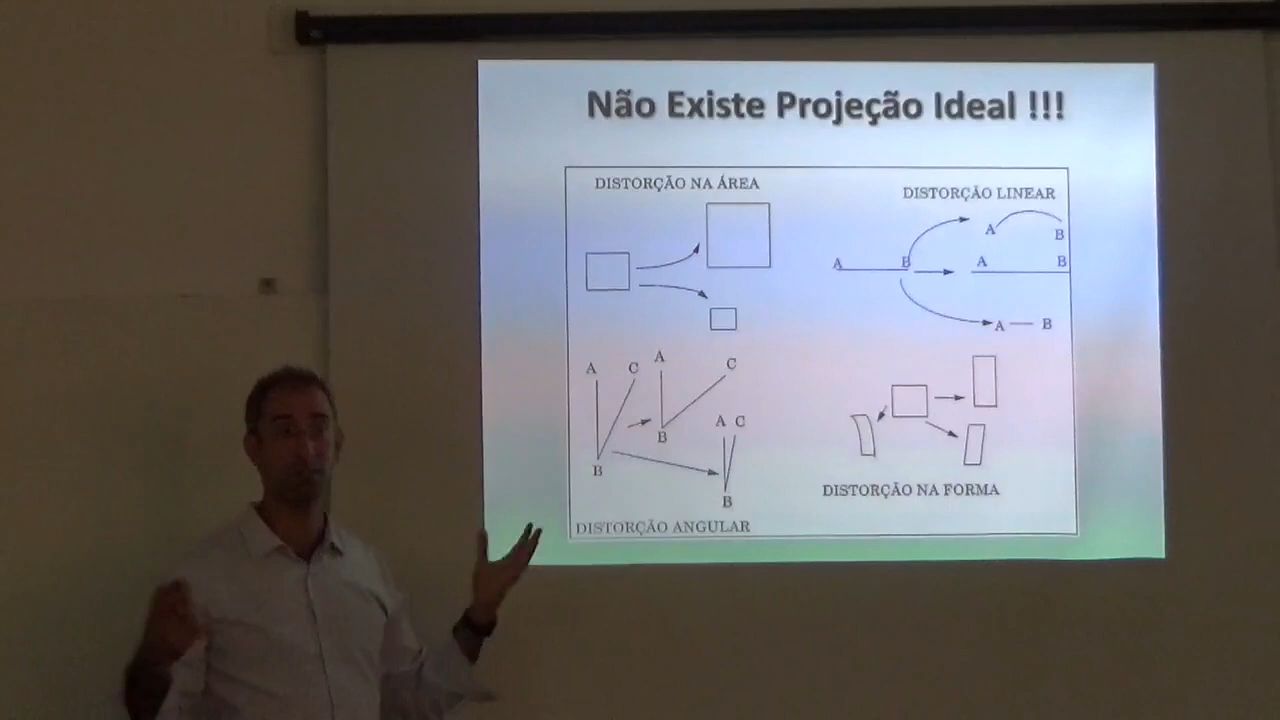 Não Existe Projeção Ideal !!!
DISTORÇÃO NA ÁREA
DISTORÇÃO LINEAR
A B
A B
A B
A B
A C
B
A C
B
A C
B
DISTORÇÃO ANGULAR
DISTORÇÃO NA FORMA